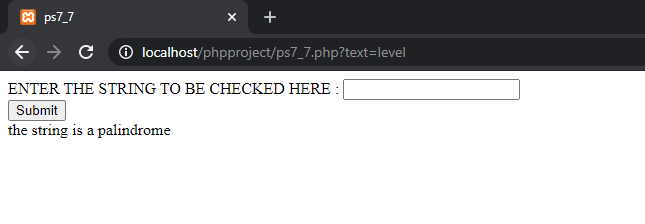 ps7_7
localhost/phpproject/ps7_7.php?text=level
ENTER THE STRING TO BE CHECKED HERE :
Submit
the string is a palindrome